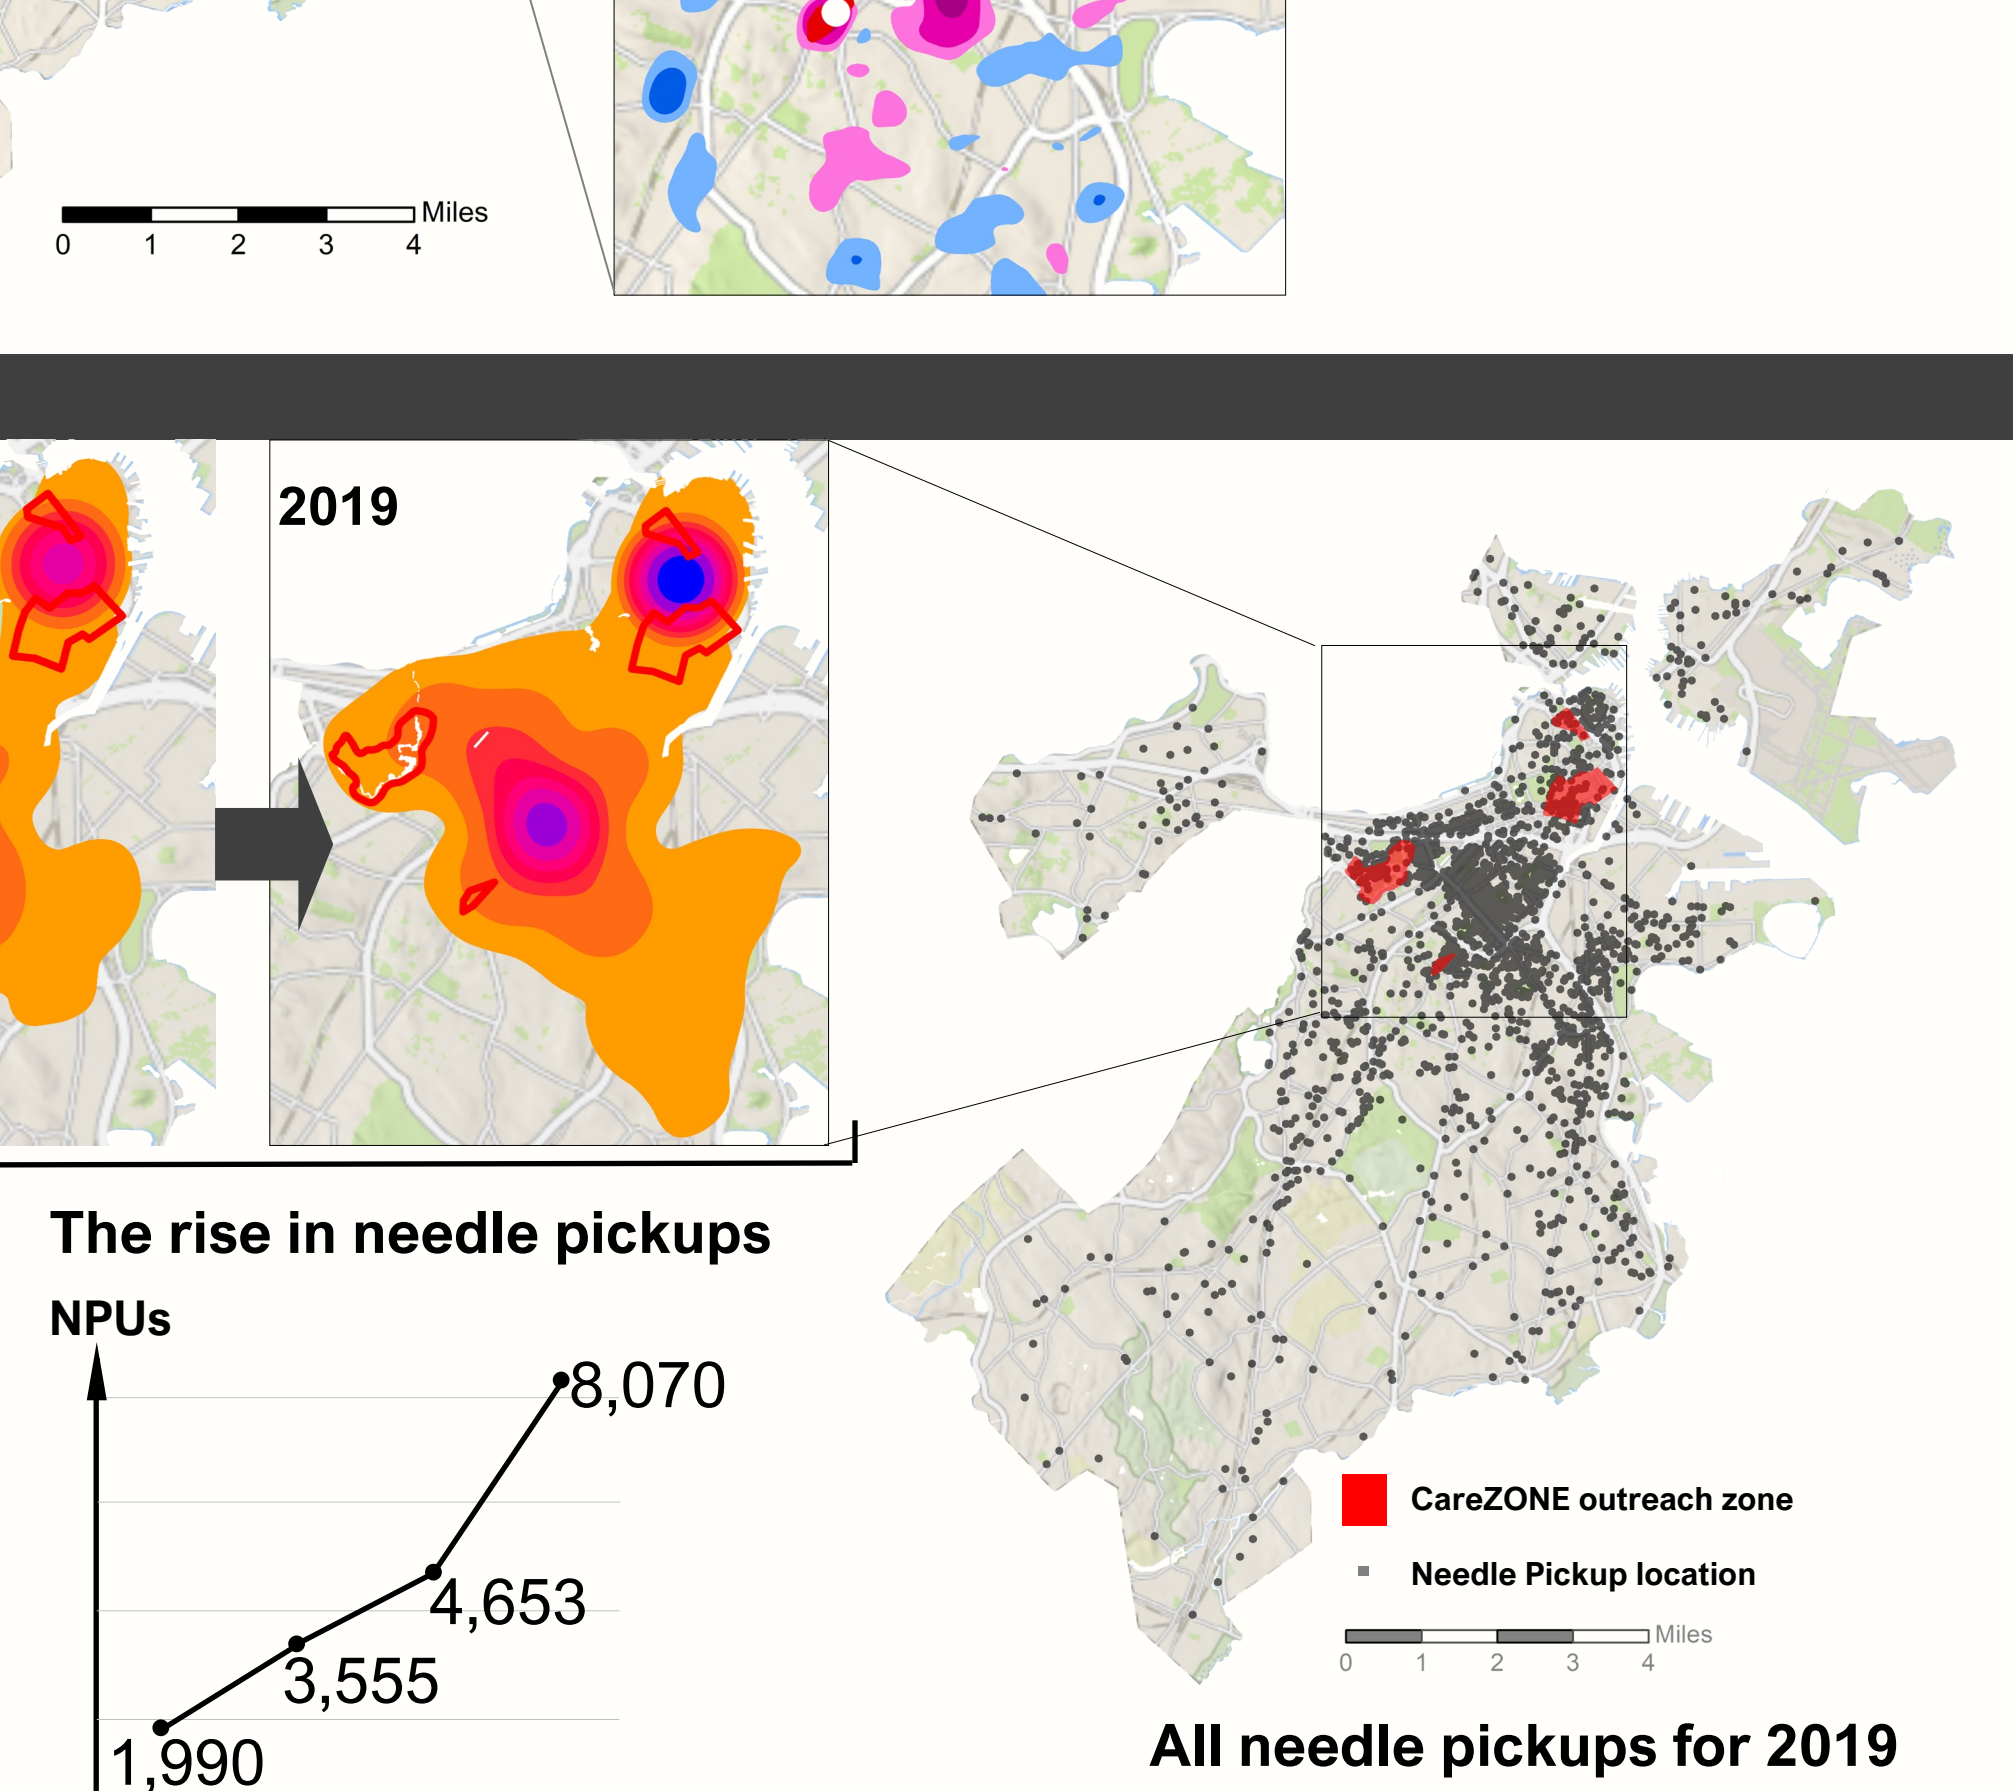 Miles
0 1 2 3 4
2019
The rise in needle pickups
NPUs
8,070
4,653
3,555
1,990
CareZONE outreach zone
Needle Pickup location
Miles
0 1 2 3 4
All needle pickups for 2019